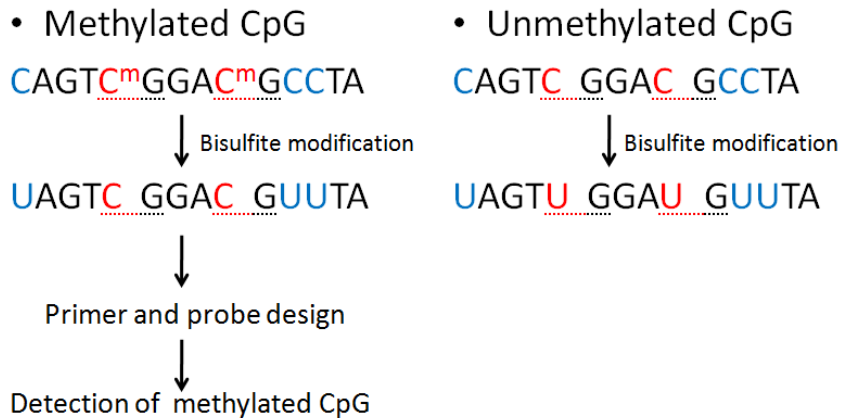 • Methylated CpG
CAGTCᵐGGACᵐGCCTA
Bisulfite modification
UAGTC GGAC GUUTA
Primer and probe design
Detection of methylated CpG
• Unmethylated CpG
CAGTC GGAC GCCTA
Bisulfite modification
UAGTU GGAU GUUTA